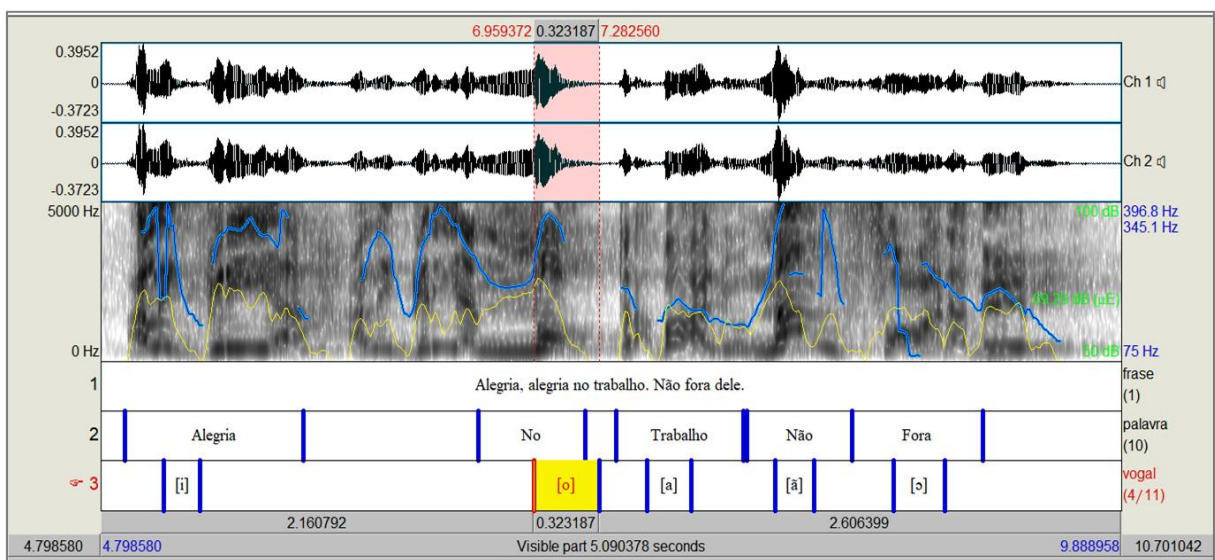 6.959372 0.323187 7.282560
0.3952
0
-0.3723
Ch 1
0.3952
0
-0.3723
Ch 2
5000 Hz
100 dB
396.8 Hz
345.1 Hz
dB (µE)
0 Hz
50 dB
75 Hz
1 Alegria, alegria no trabalho. Não fora dele. frase (1)
2 Alegria No Trabalho Não Fora palavra (10)
3 [i] [o] [a] [ã] [ɔ] vogal (4/11)
2.160792 0.323187 2.606399
4.798580 4.798580 Visible part 5.090378 seconds 9.888958 10.701042